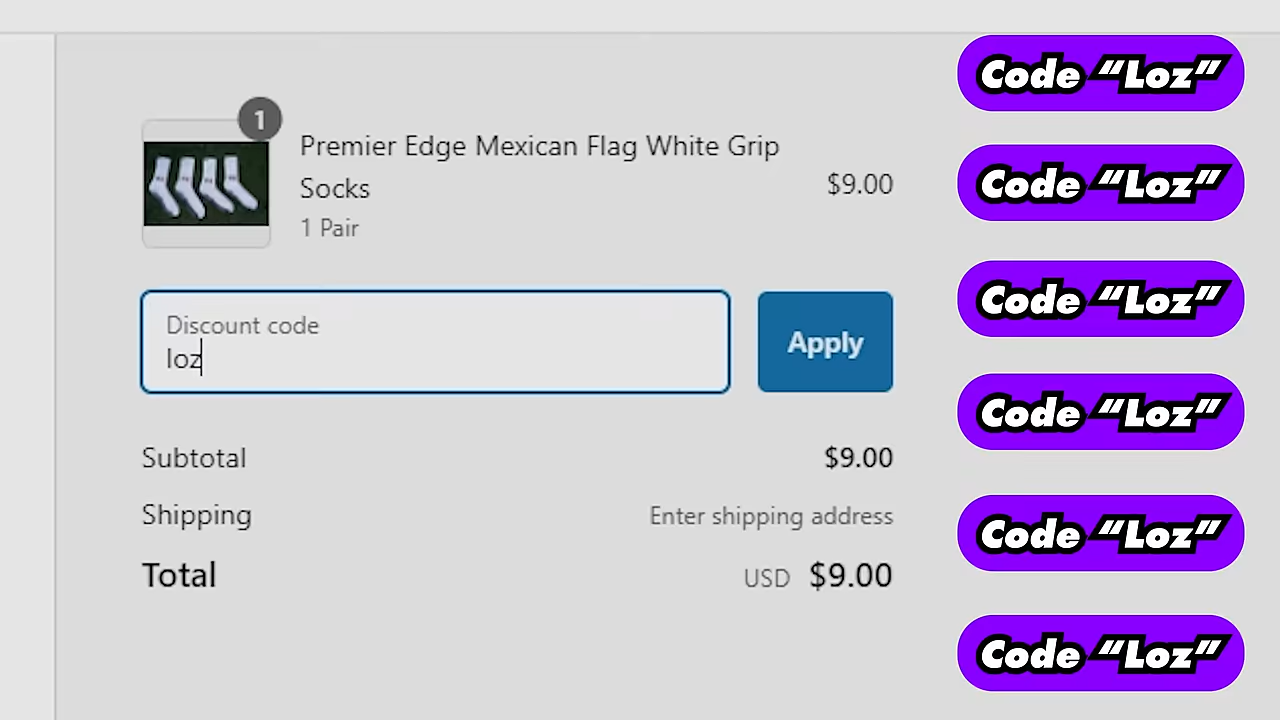 1
Premier Edge Mexican Flag White Grip
Socks
1 Pair
$9.00
Discount code
loz
Apply
Subtotal
$9.00
Shipping
Enter shipping address
Total
USD $9.00
Code “Loz”
Code “Loz”
Code “Loz”
Code “Loz”
Code “Loz”
Code “Loz”